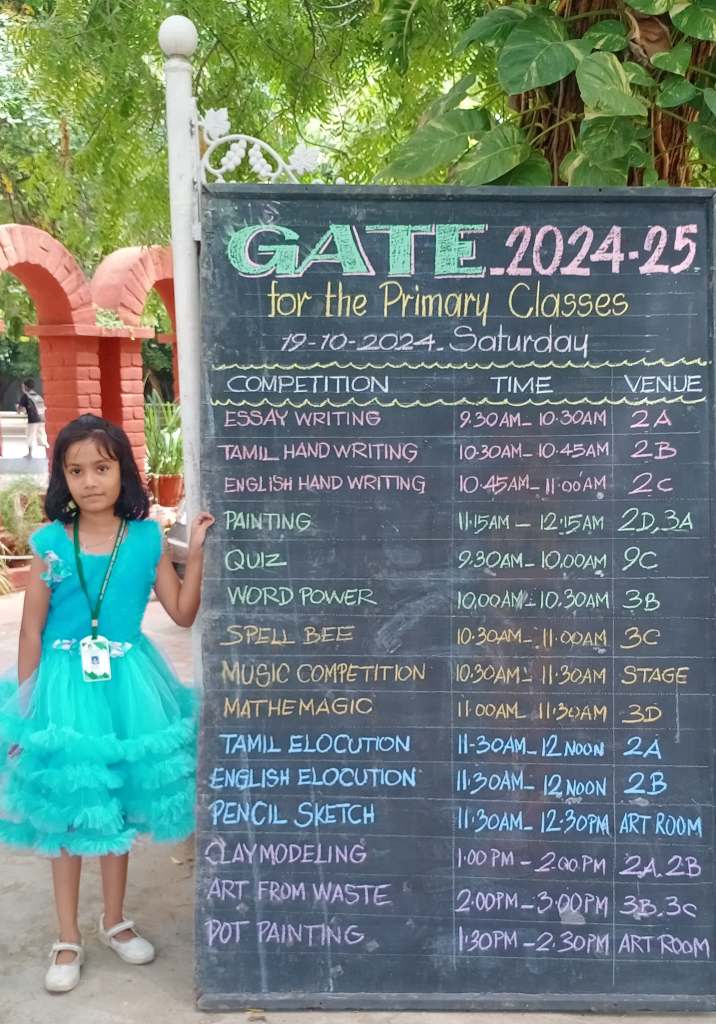 GATE-2024-25
for the Primary Classes
19-10-2024. Saturday
COMPETITION TIME VENUE
ESSAY WRITING 9.30AM- 10.30AM 2A
TAMIL HAND WRITING 10.30AM- 10.45AM 2B
ENGLISH HAND WRITING 10.45AM- 11.00AM 2C
PAINTING 11.15AM - 12.15AM 2D, 3A
QUIZ 9.30AM- 10.00AM 9C
WORD POWER 10.00AM- 10.30AM 3B
SPELL BEE 10.30AM- 11.00AM 3C
MUSIC COMPETITION 10.30AM- 11.30AM STAGE
MATHEMAGIC 11.00AM- 11.30AM 3D
TAMIL ELOCUTION 11-30AM- 12 NOON 2A
ENGLISH ELOCUTION 11.30AM- 12 NOON 2B
PENCIL SKETCH 11.30AM- 12.30PM ART ROOM
CLAYMODELING 1.00 PM - 2.00 PM 2A, 2B
ART FROM WASTE 2.00PM - 3.00PM 3B, 3C
POT PAINTING 1.30PM - 2.30PM ART ROOM